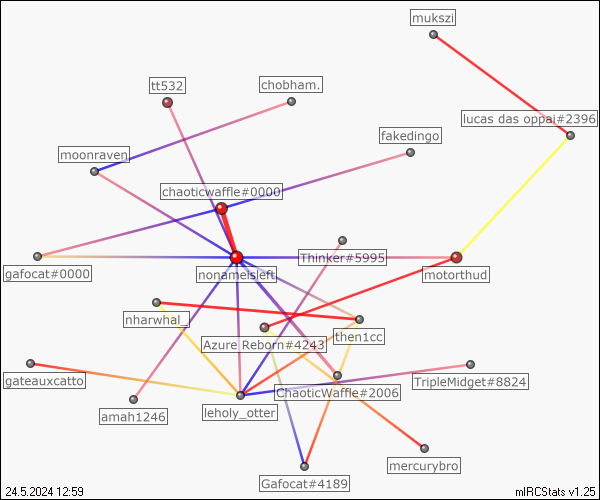 mukszi
tt532
chobham.
lucas das oppai#2396
fakedingo
moonraven
chaoticwaffle#0000
Thinker#5995
gafocat#0000
nonameisleft
motorthud
nharwhal_
then1cc
Azure Reborn#4243
gateauxcatto
TripleMidget#8824
ChaoticWaffle#2006
leholy_otter
amah1246
mercurybro
Gafocat#4189
24.5.2024 12:59
mIRCStats v1.25